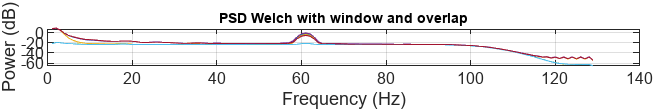 PSD Welch with window and overlap
Power (dB)
0
-20
-40
-60
0 20 40 60 80 100 120 140
Frequency (Hz)